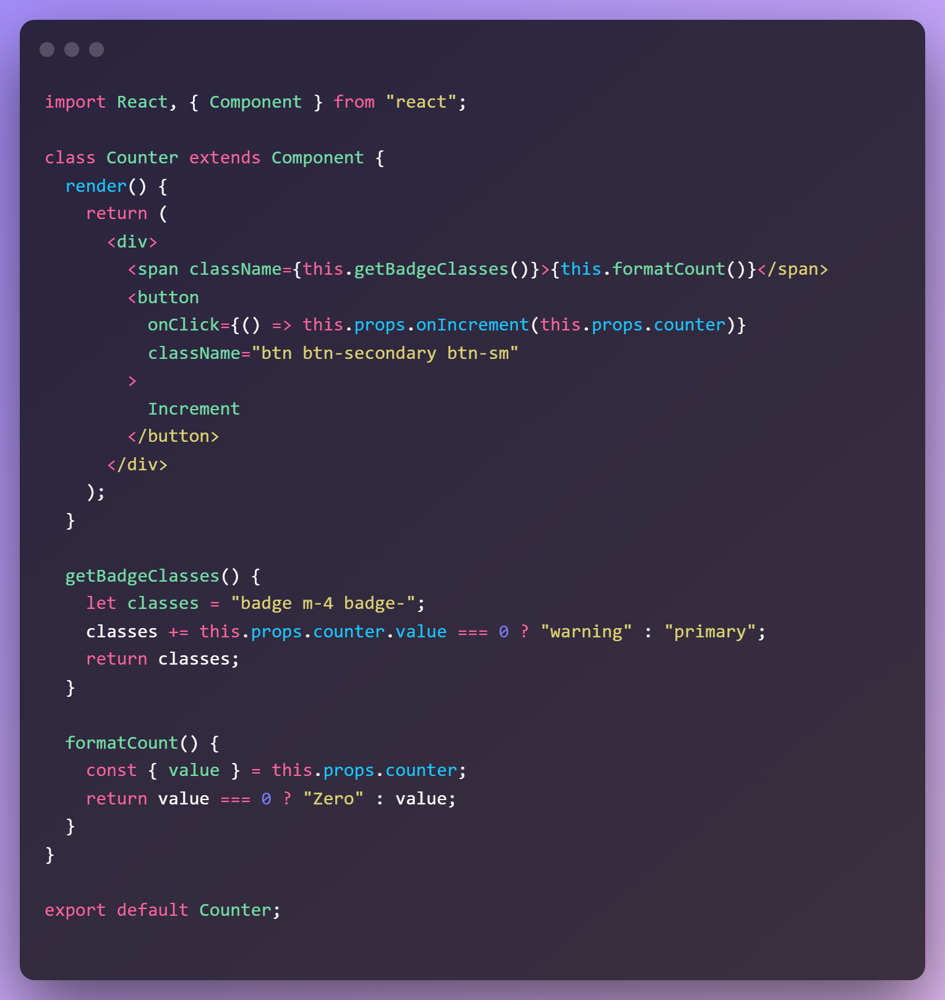 import React, { Component } from "react";

class Counter extends Component {
  render() {
    return (
      <div>
        <span className={this.getBadgeClasses()}>{this.formatCount()}</span>
        <button
          onClick={() => this.props.onIncrement(this.props.counter)}
          className="btn btn-secondary btn-sm"
        >
          Increment
        </button>
      </div>
    );
  }

  getBadgeClasses() {
    let classes = "badge m-4 badge-";
    classes += this.props.counter.value === 0 ? "warning" : "primary";
    return classes;
  }

  formatCount() {
    const { value } = this.props.counter;
    return value === 0 ? "Zero" : value;
  }
}

export default Counter;